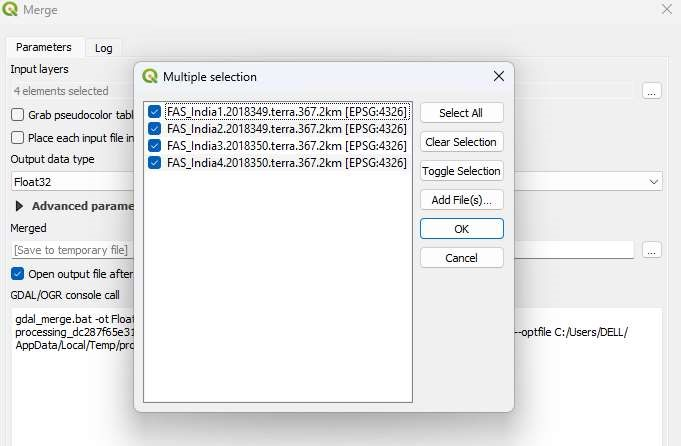 Merge
Parameters
Log
Input layers
4 elements selected
...
Grab pseudocolor tabl
Place each input file in
Output data type
Float32
Advanced parame
Merged
[Save to temporary file]
...
Open output file after
GDAL/OGR console call
gdal_merge.bat -ot Float
processing_dc287f65e31 --optfile C:/Users/DELL/
AppData/Local/Temp/pro
Multiple selection
FAS_India1.2018349.terra.367.2km [EPSG:4326]
FAS_India2.2018349.terra.367.2km [EPSG:4326]
FAS_India3.2018350.terra.367.2km [EPSG:4326]
FAS_India4.2018350.terra.367.2km [EPSG:4326]
Select All
Clear Selection
Toggle Selection
Add File(s)...
OK
Cancel